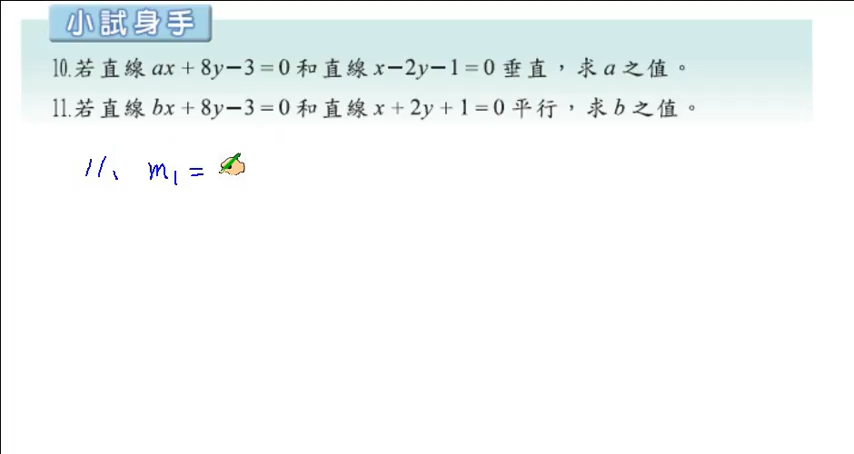 小試身手
10.若直線 ax + 8y − 3 = 0 和直線 x − 2y − 1 = 0 垂直，求 a 之值。
11.若直線 bx + 8y − 3 = 0 和直線 x + 2y + 1 = 0 平行，求 b 之值。
11、 m₁ =